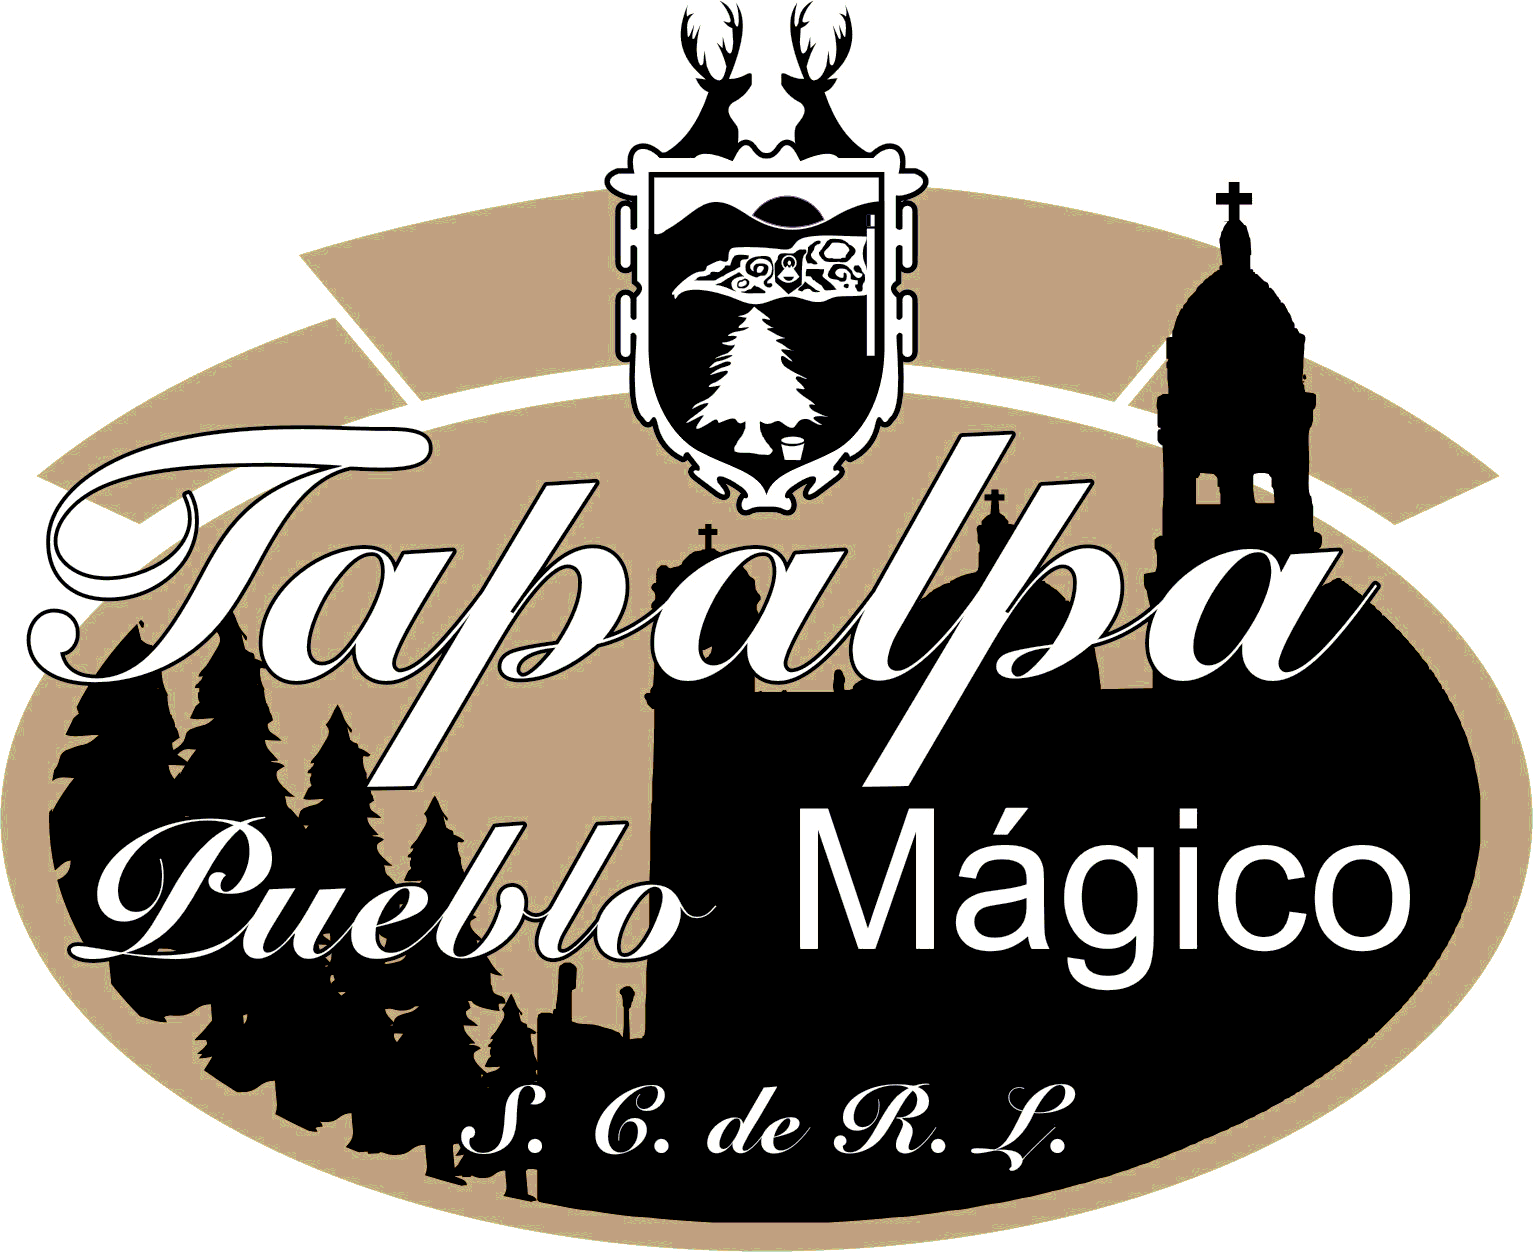 Tapalpa
Pueblo Mágico
S. C. de R. L.